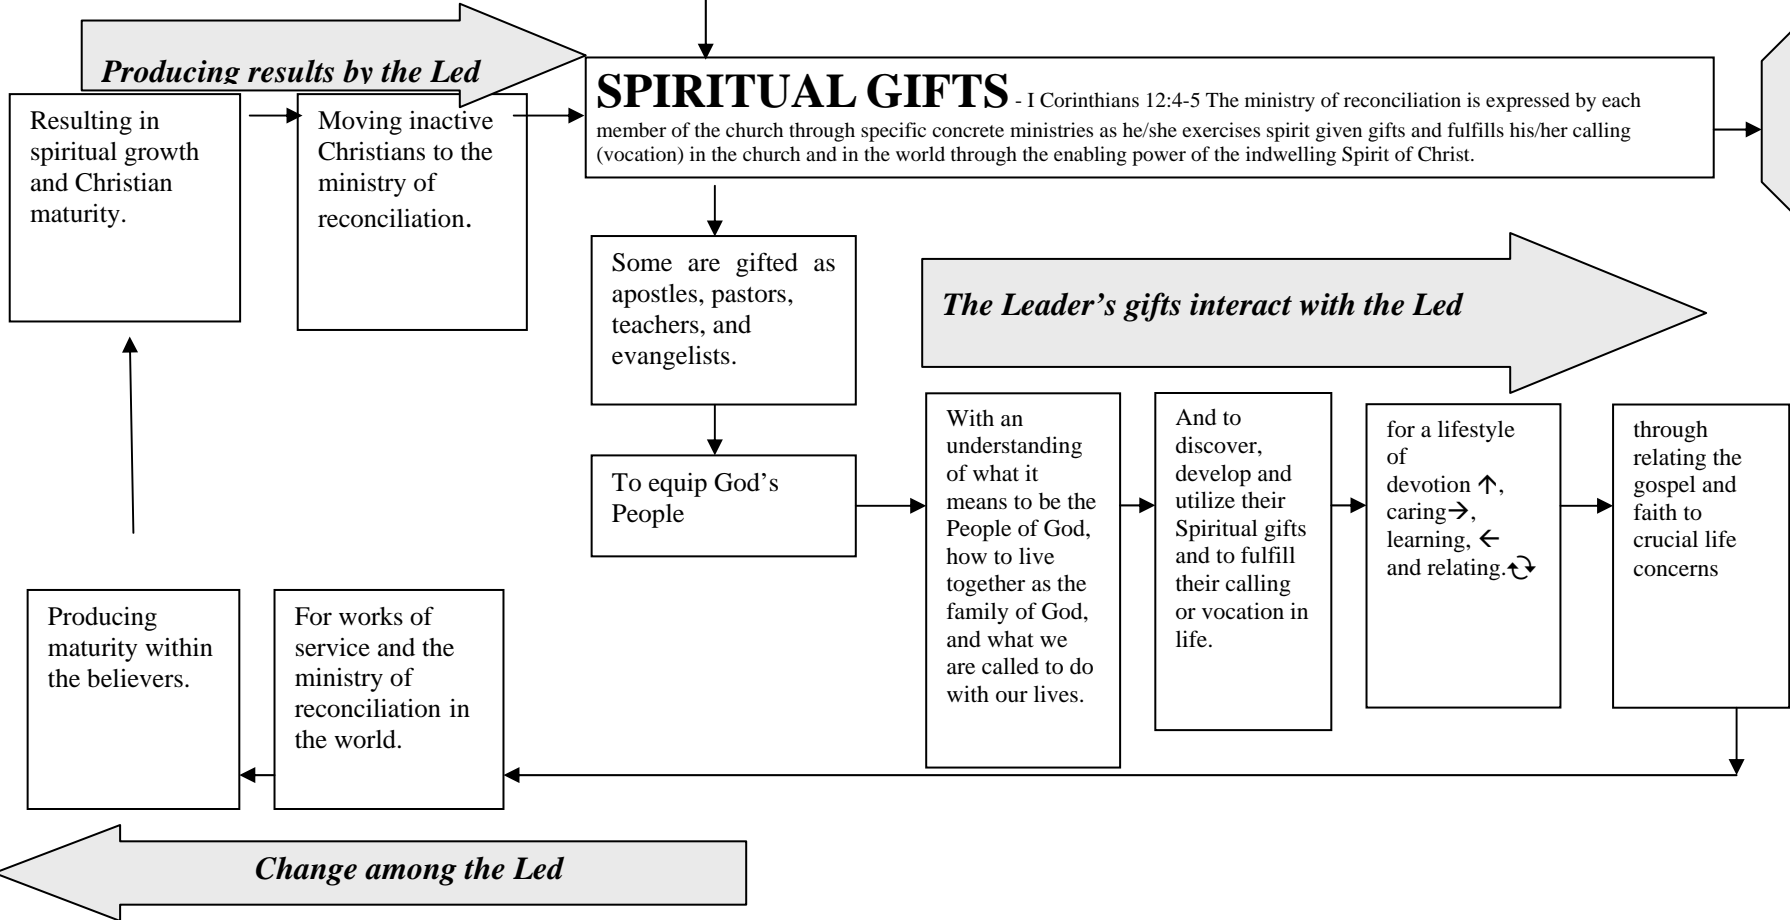 Producing results by the Led
SPIRITUAL GIFTS - I Corinthians 12:4-5 The ministry of reconciliation is expressed by each
member of the church through specific concrete ministries as he/she exercises spirit given gifts and fulfills his/her calling
(vocation) in the church and in the world through the enabling power of the indwelling Spirit of Christ.
Resulting in
spiritual growth
and Christian
maturity.
Moving inactive
Christians to the
ministry of
reconciliation.
Some are gifted as
apostles, pastors,
teachers, and
evangelists.
The Leader’s gifts interact with the Led
To equip God’s
People
With an
understanding
of what it
means to be the
People of God,
how to live
together as the
family of God,
and what we
are called to do
with our lives.
And to
discover,
develop and
utilize their
Spiritual gifts
and to fulfill
their calling
or vocation in
life.
for a lifestyle
of
devotion ↑,
caring→,
learning, ←
and relating.🗘
through
relating the
gospel and
faith to
crucial life
concerns
For works of
service and the
ministry of
reconciliation in
the world.
Producing
maturity within
the believers.
Change among the Led